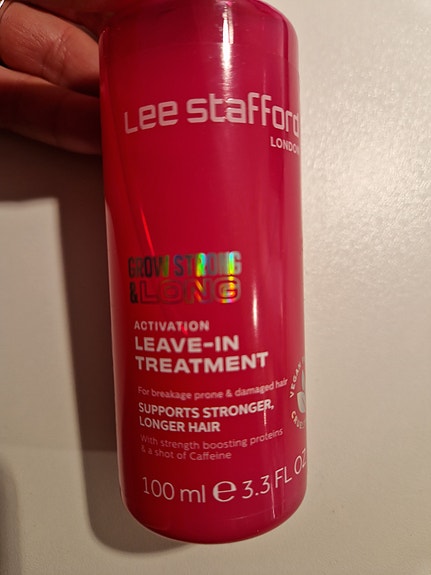 Lee stafford
LONDON
GROW STRONG
& LONG
ACTIVATION
LEAVE-IN
TREATMENT
For breakage prone & damaged hair
SUPPORTS STRONGER,
LONGER HAIR
With strength boosting proteins
& a shot of Caffeine
VEGAN
100 ml ℮ 3.3 FL OZ